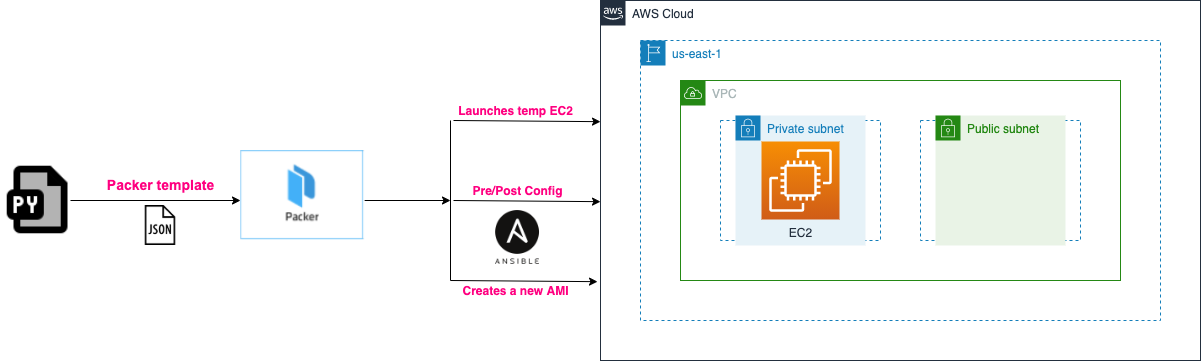 aws
AWS Cloud
us-east-1
VPC
Launches temp EC2
Private subnet
Public subnet
Packer template
PY
JSON
Packer
Pre/Post Config
ANSIBLE
EC2
Creates a new AMI